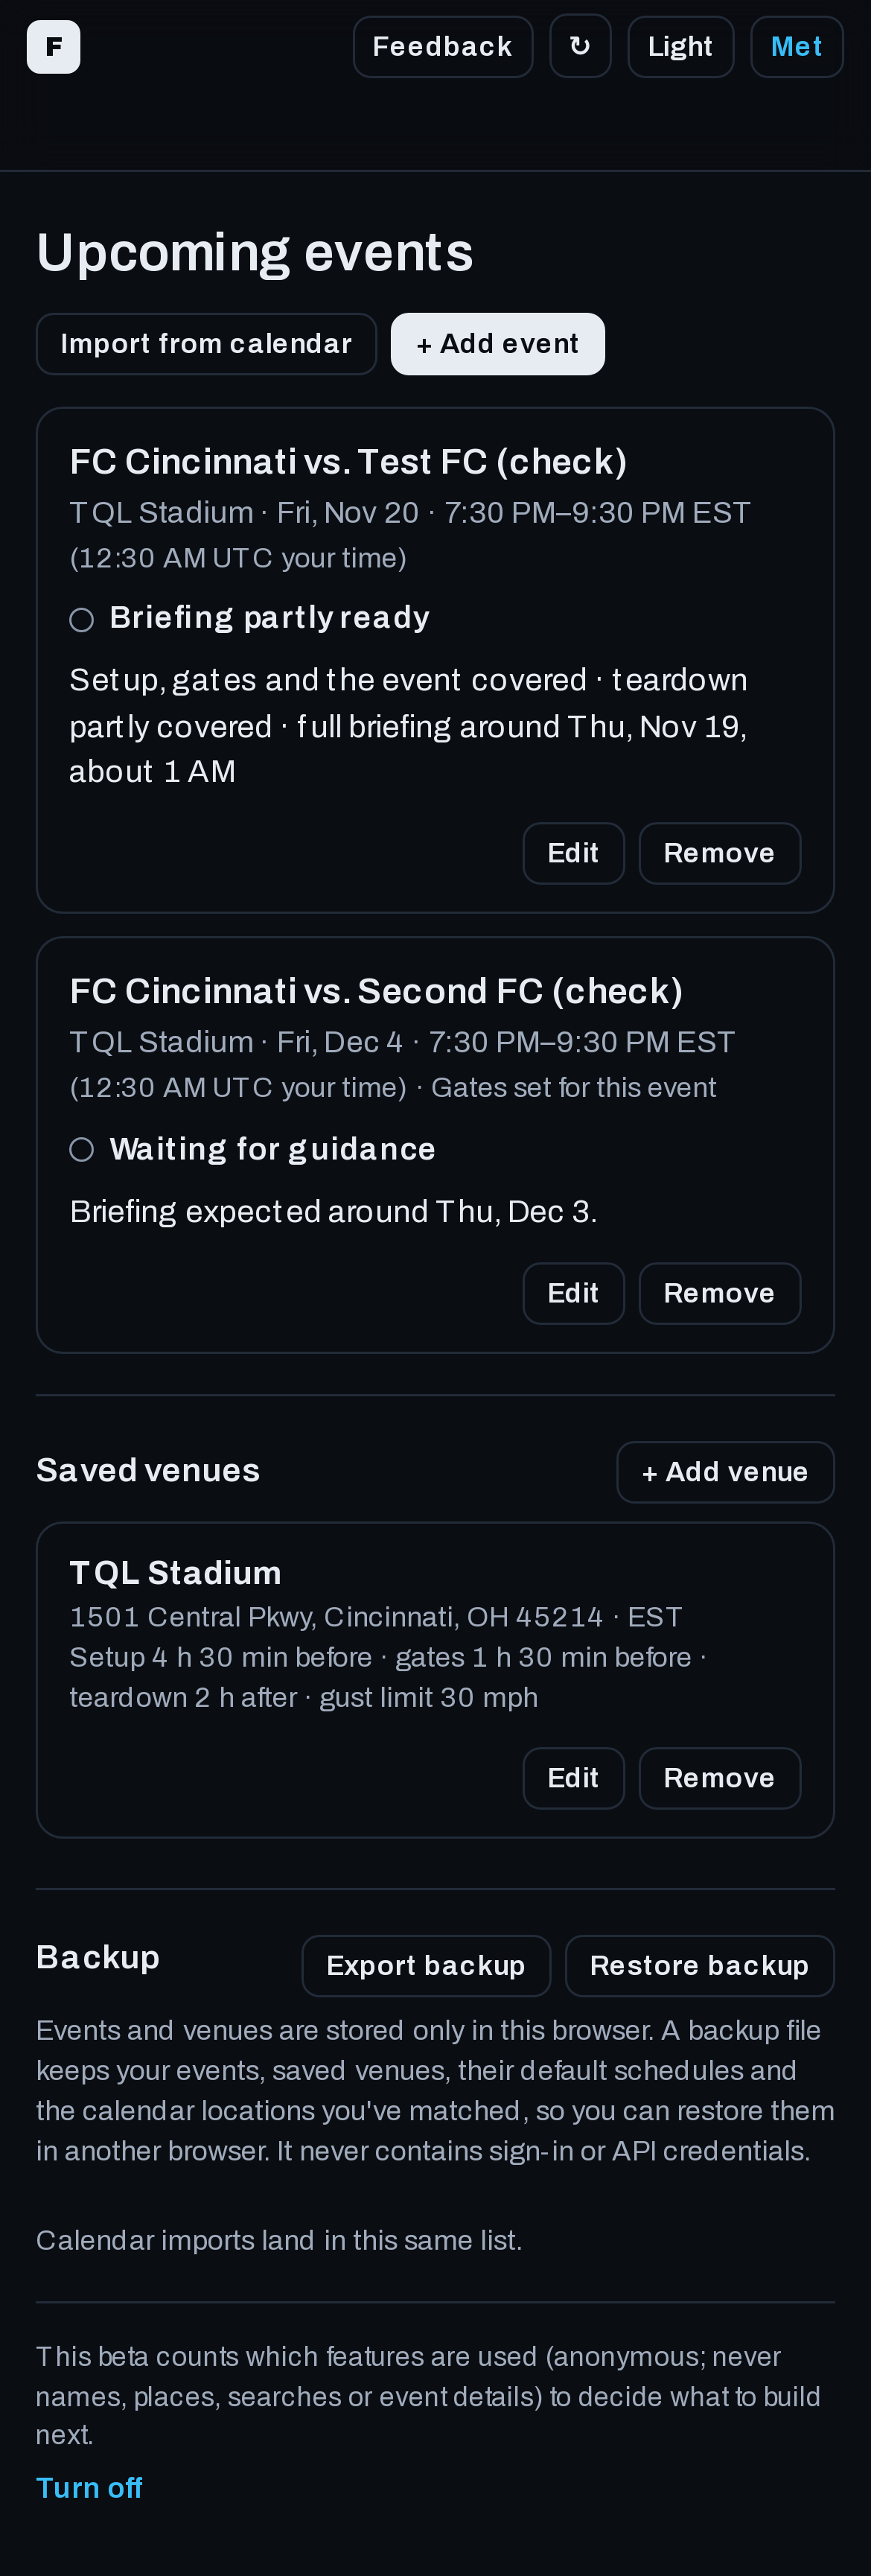 F
Feedback
↻
Light
Met
Upcoming events
Import from calendar
+ Add event
FC Cincinnati vs. Test FC (check)
TQL Stadium · Fri, Nov 20 · 7:30 PM–9:30 PM EST
(12:30 AM UTC your time)
Briefing partly ready
Setup, gates and the event covered · teardown
partly covered · full briefing around Thu, Nov 19,
about 1 AM
Edit
Remove
FC Cincinnati vs. Second FC (check)
TQL Stadium · Fri, Dec 4 · 7:30 PM–9:30 PM EST
(12:30 AM UTC your time) · Gates set for this event
Waiting for guidance
Briefing expected around Thu, Dec 3.
Edit
Remove
Saved venues
+ Add venue
TQL Stadium
1501 Central Pkwy, Cincinnati, OH 45214 · EST
Setup 4 h 30 min before · gates 1 h 30 min before ·
teardown 2 h after · gust limit 30 mph
Edit
Remove
Backup
Export backup
Restore backup
Events and venues are stored only in this browser. A backup file
keeps your events, saved venues, their default schedules and
the calendar locations you've matched, so you can restore them
in another browser. It never contains sign-in or API credentials.
Calendar imports land in this same list.
This beta counts which features are used (anonymous; never
names, places, searches or event details) to decide what to build
next.
Turn off